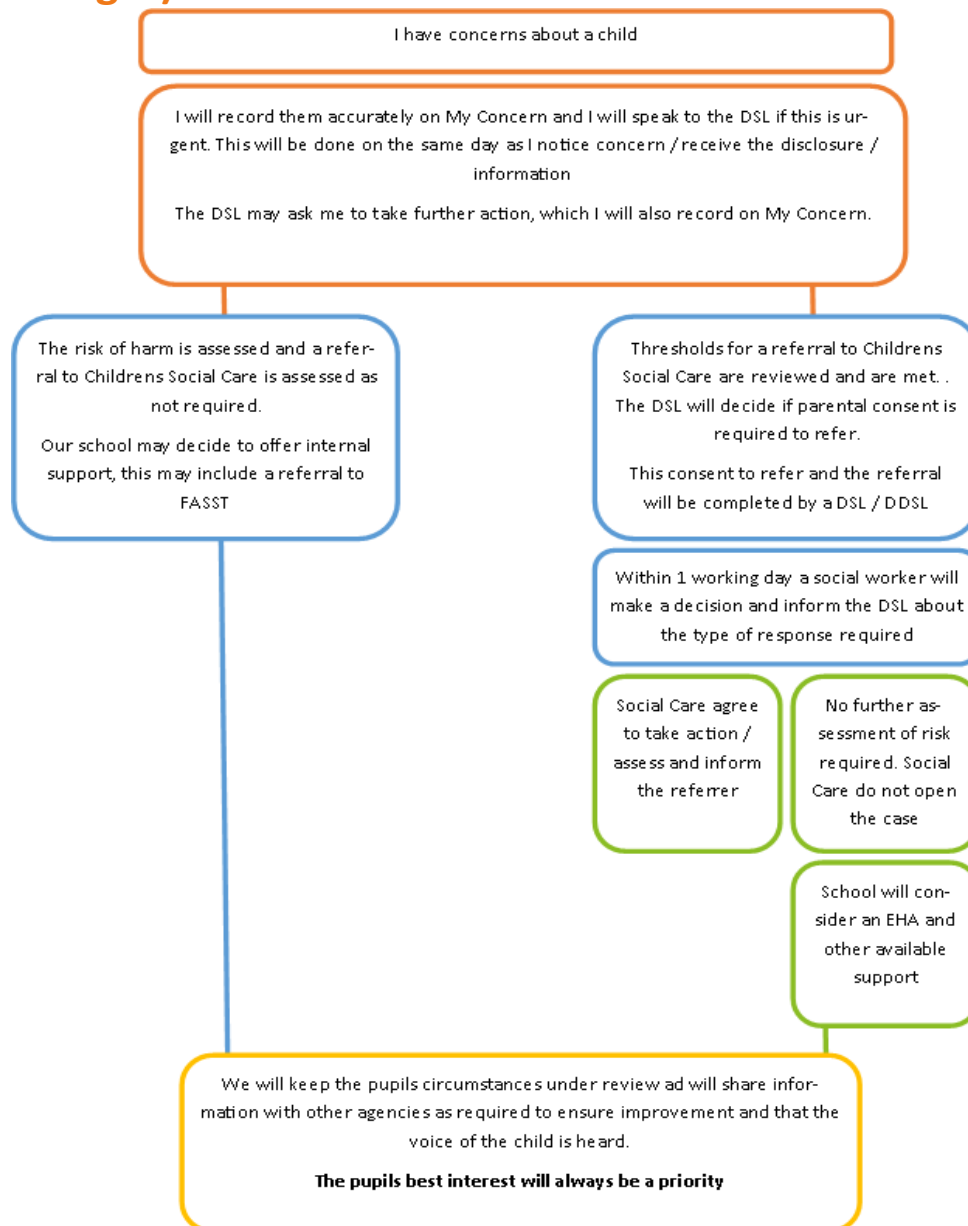 I have concerns about a child
I will record them accurately on My Concern and I will speak to the DSL if this is ur-
gent. This will be done on the same day as I notice concern / receive the disclosure /
information
The DSL may ask me to take further action, which I will also record on My Concern.
The risk of harm is assessed and a refer-
ral to Childrens Social Care is assessed as
not required.
Our school may decide to offer internal
support, this may include a referral to
FASST
Thresholds for a referral to Childrens
Social Care are reviewed and are met. .
The DSL will decide if parental consent is
required to refer.
This consent to refer and the referral
will be completed by a DSL / DDSL
Within 1 working day a social worker will
make a decision and inform the DSL about
the type of response required
Social Care agree
to take action /
assess and inform
the referrer
No further as-
sessment of risk
required. Social
Care do not open
the case
School will con-
sider an EHA and
other available
support
We will keep the pupils circumstances under review ad will share infor-
mation with other agencies as required to ensure improvement and that the
voice of the child is heard.
The pupils best interest will always be a priority